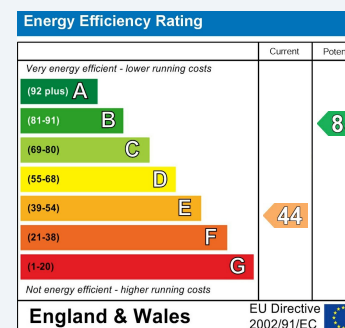 Energy Efficiency Rating
Current
Very energy efficient - lower running costs
(92 plus) A
(81-91) B
(69-80) C
(55-68) D
(39-54) E
44
(21-38) F
(1-20) G
Not energy efficient - higher running costs
England & Wales
EU Directive
2002/91/EC